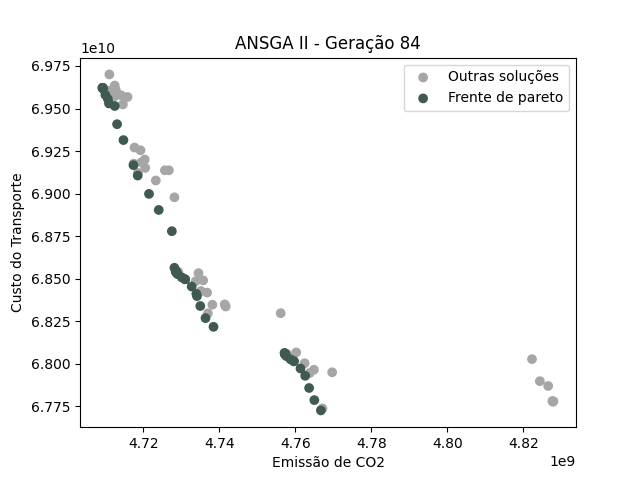 ANSGA II - Geração 84
1e10
6.975
6.950
6.925
6.900
6.875
6.850
6.825
6.800
6.775
Custo do Transporte
Outras soluções
Frente de pareto
4.72 4.74 4.76 4.78 4.80 4.82
Emissão de CO2
1e9